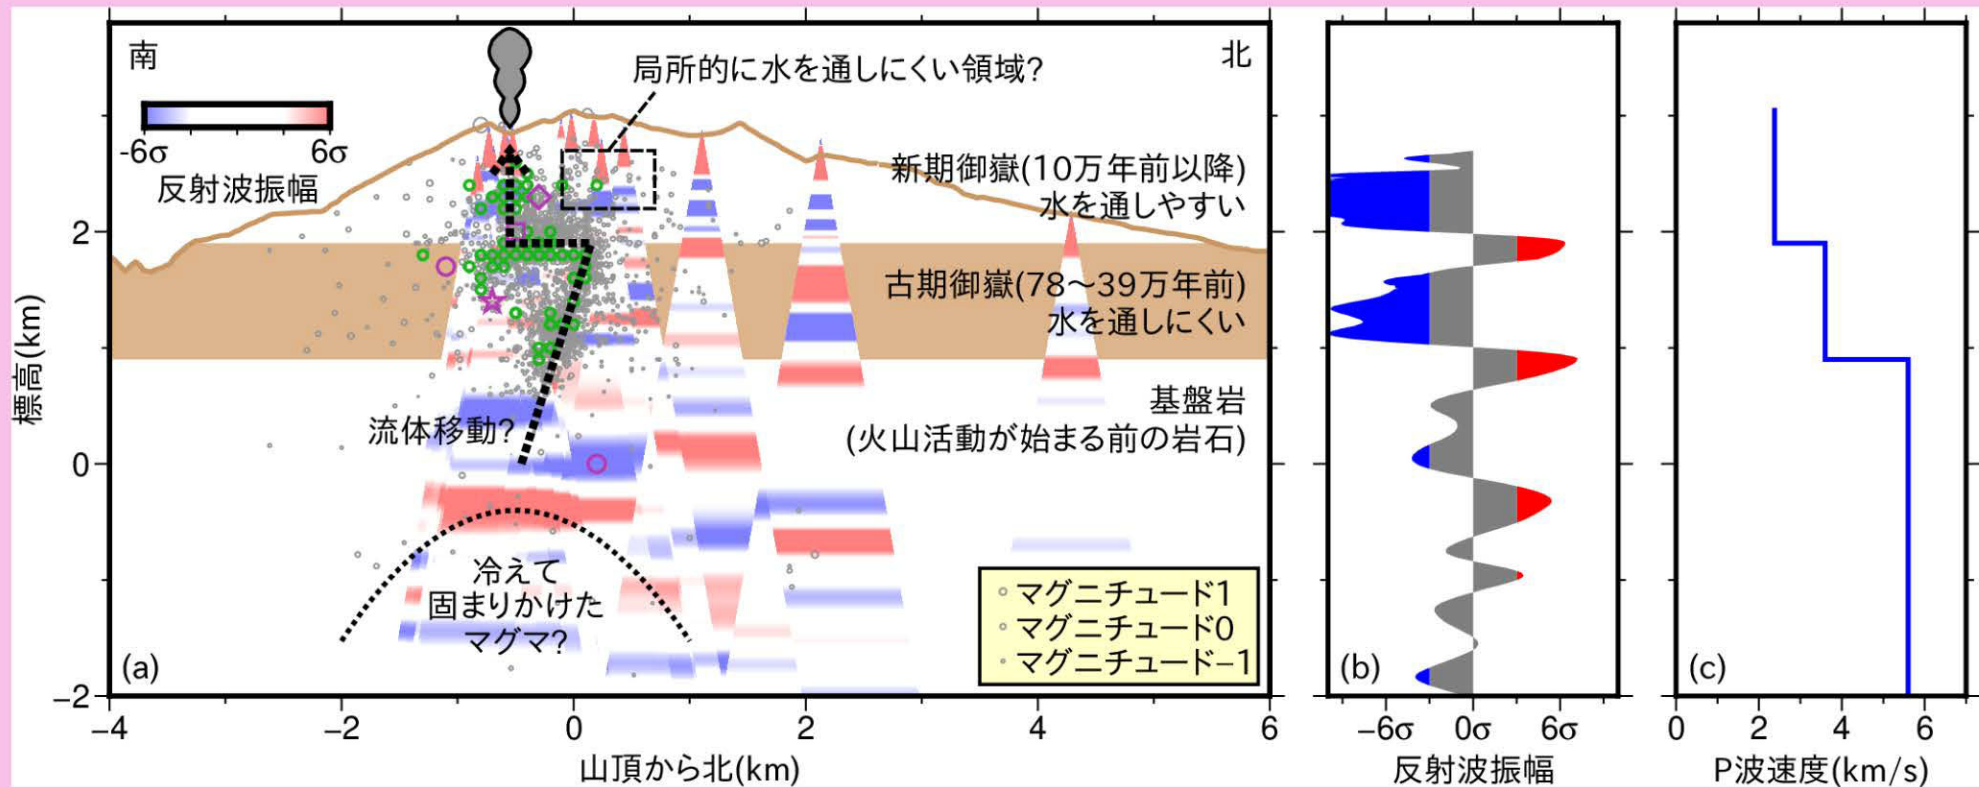 南
北
局所的に水を通しにくい領域?
-6σ
6σ
反射波振幅
新期御嶽(10万年前以降)
水を通しやすい
古期御嶽(78〜39万年前)
水を通しにくい
基盤岩
(火山活動が始まる前の岩石)
流体移動?
冷えて
固まりかけた
マグマ?
マグニチュード1
マグニチュード0
マグニチュード−1
(a)
標高(km)
2
0
−2
−4
−2
0
2
4
6
山頂から北(km)
(b)
−6σ
0σ
6σ
反射波振幅
(c)
0
2
4
6
P波速度(km/s)